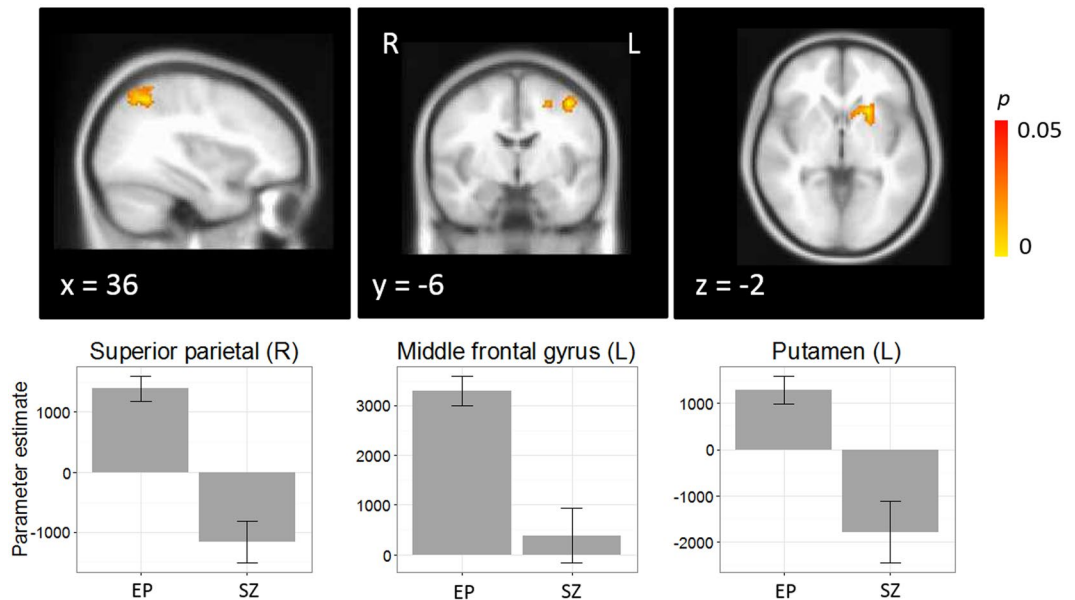 R
L
p
0.05
0
x = 36
y = -6
z = -2
Superior parietal (R)
Middle frontal gyrus (L)
Putamen (L)
Parameter estimate
1000
0
-1000
EP
SZ
3000
2000
1000
0
EP
SZ
1000
0
-1000
-2000
EP
SZ